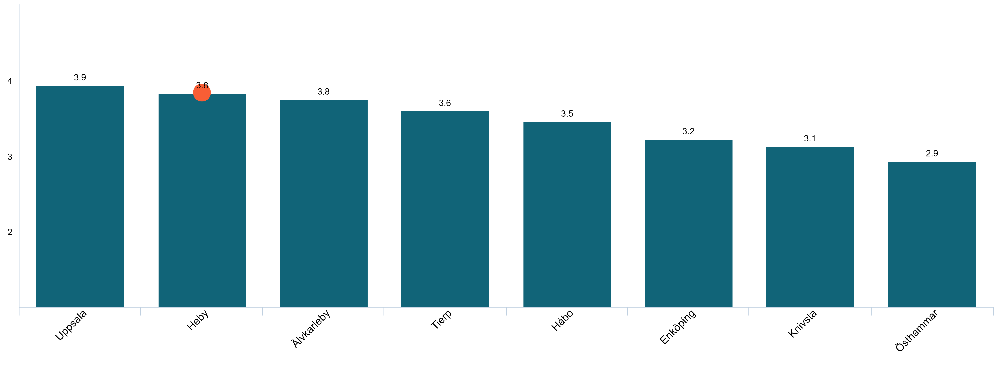 4
3
2
3.9
3.8
3.8
3.6
3.5
3.2
3.1
2.9
Uppsala
Heby
Älvkarleby
Tierp
Håbo
Enköping
Knivsta
Östhammar